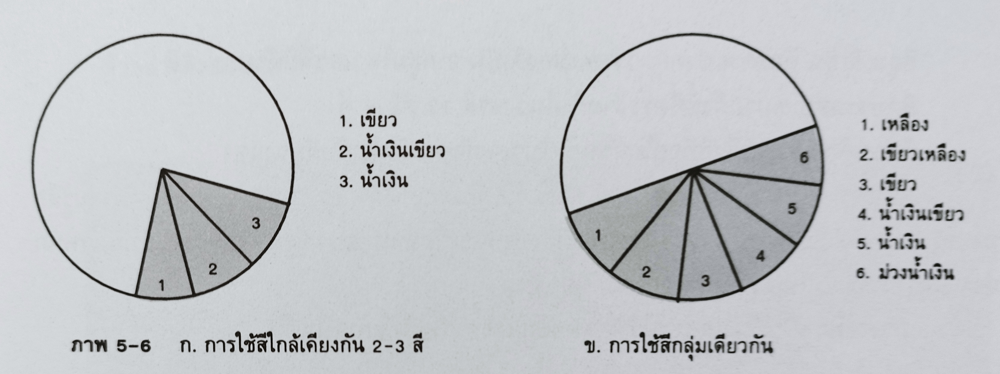 1
2
3
1. เขียว
2. น้ำเงินเขียว
3. น้ำเงิน
ภาพ 5-6 ก. การใช้สีใกล้เคียงกัน 2-3 สี
1
2
3
4
5
6
1. เหลือง
2. เขียวเหลือง
3. เขียว
4. น้ำเงินเขียว
5. น้ำเงิน
6. ม่วงน้ำเงิน
ข. การใช้สีกลุ่มเดียวกัน